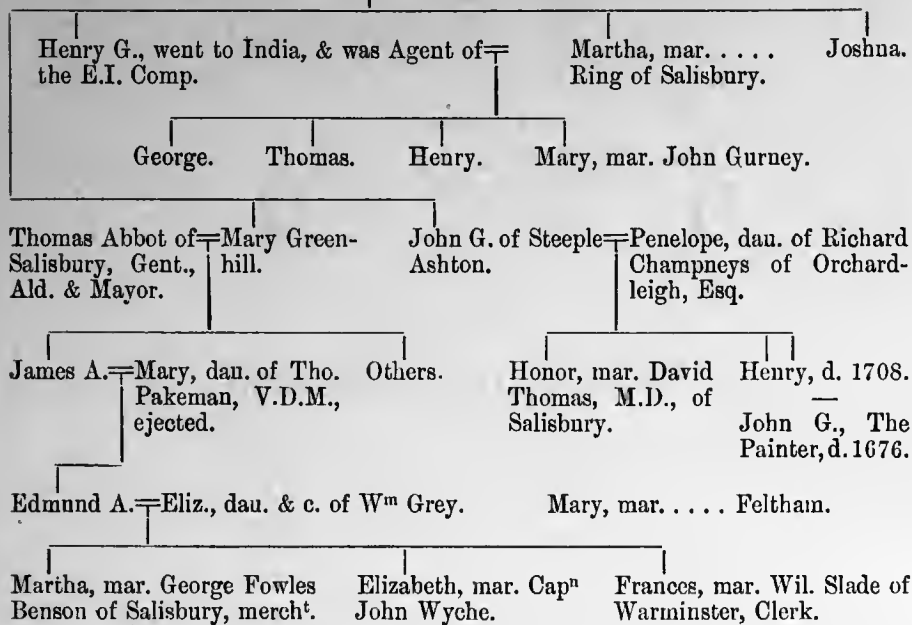 Henry G., went to India, & was Agent of
the E.I. Comp.
Martha, mar. . . . . .
Ring of Salisbury.
Joshna.
George.
Thomas.
Henry.
Mary, mar. John Gurney.
Thomas Abbot of
Salisbury, Gent.,
Ald. & Mayor.
Mary Green-
hill.
John G. of Steeple
Ashton.
Penelope, dau. of Richard
Champneys of Orchard-
leigh, Esq.
James A.
Mary, dau. of Tho.
Pakeman, V.D.M.,
ejected.
Others.
Honor, mar. David
Thomas, M.D., of
Salisbury.
Henry, d. 1708.
—
John G., The
Painter, d. 1676.
Edmund A.
Eliz., dau. & c. of Wᵐ Grey.
Mary, mar. . . . . . Feltham.
Martha, mar. George Fowles
Benson of Salisbury, merchᵗ.
Elizabeth, mar. Capⁿ
John Wyche.
Frances, mar. Wil. Slade of
Warminster, Clerk.